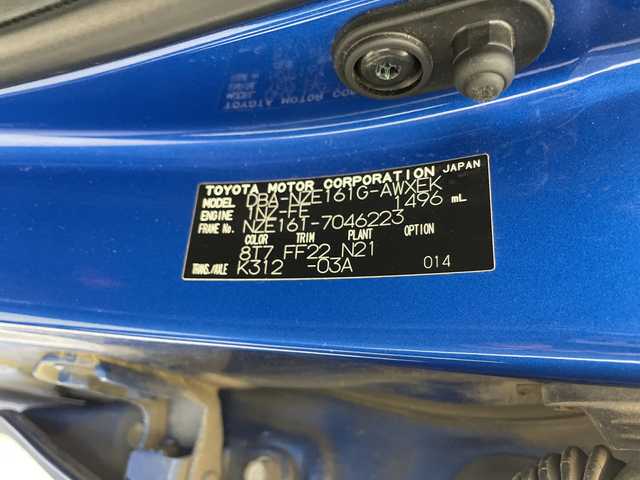 TOYOTA MOTOR CORPORATION JAPAN
MODEL DBA-NZE161G-AWXEK
ENGINE 1NZ-FE 1496 mL
FRAME No. NZE161-7046223
COLOR TRIM PLANT OPTION
8T7 FF22 N21
TRANS./AXLE K312 -03A 014